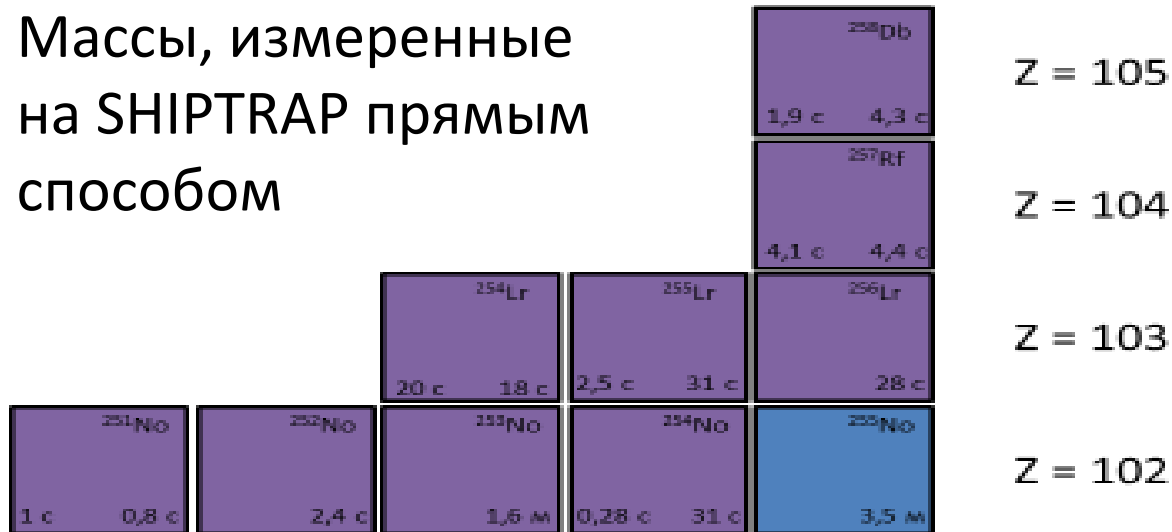 Массы, измеренные
на SHIPTRAP прямым
способом
²⁵⁸Db
1,9 с 4,3 с
Z = 105
²⁵⁷Rf
4,1 с 4,4 с
Z = 104
²⁵⁴Lr ²⁵⁵Lr ²⁵⁶Lr
20 с 18 с 2,5 с 31 с 28 с
Z = 103
²⁵¹No ²⁵²No ²⁵³No ²⁵⁴No ²⁵⁵No
1 с 0,8 с 2,4 с 1,6 м 0,28 с 31 с 3,5 м
Z = 102